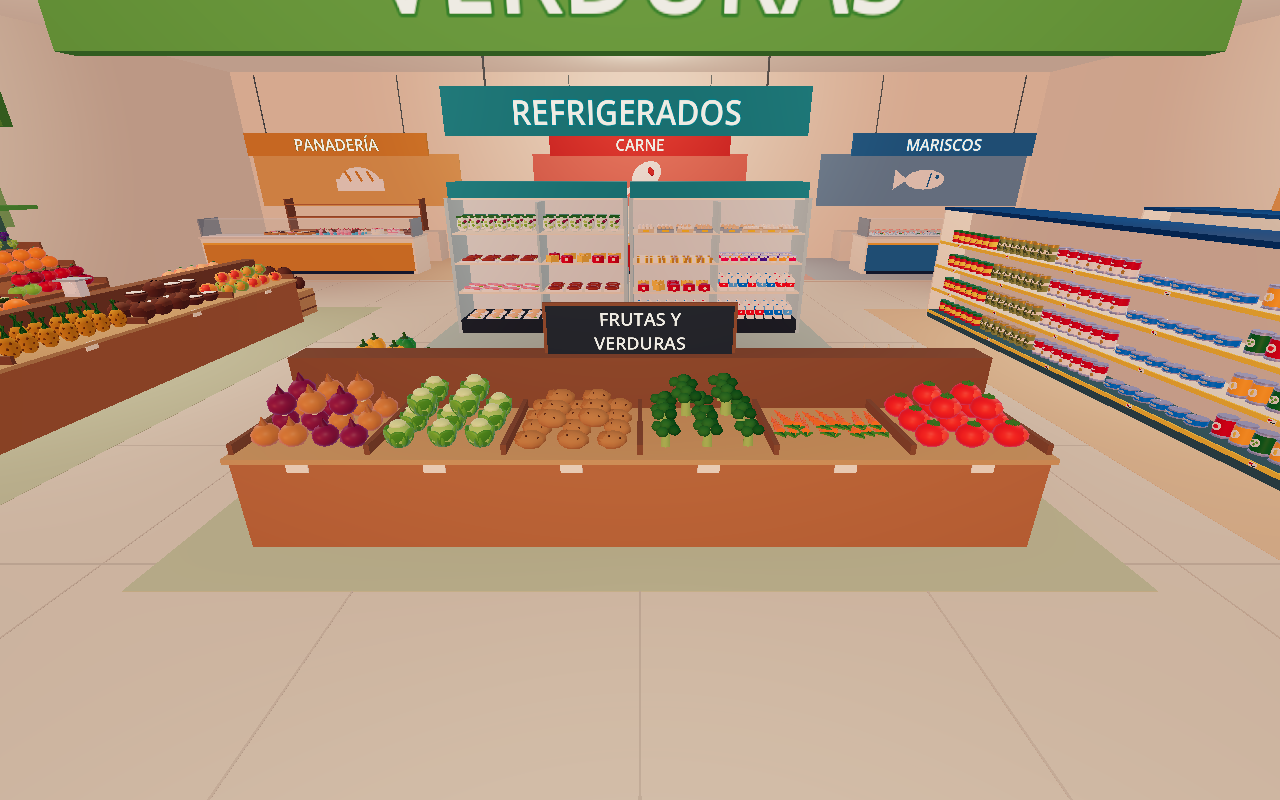 VERDURAS
REFRIGERADOS
PANADERÍA
CARNE
MARISCOS
FRUTAS Y
VERDURAS